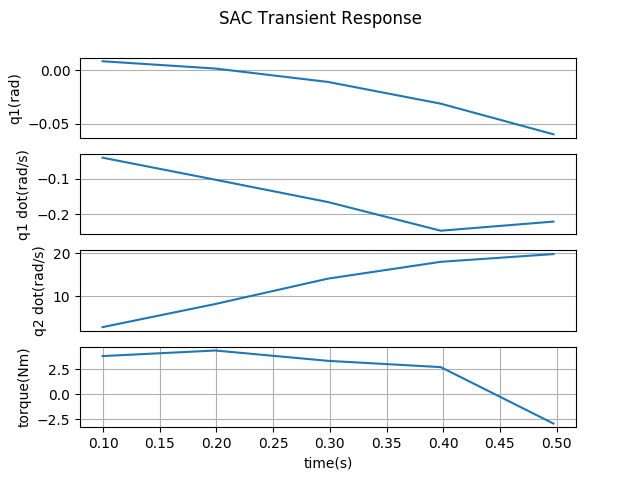 SAC Transient Response
q1(rad)
0.00
−0.05
q1 dot(rad/s)
−0.1
−0.2
q2 dot(rad/s)
20
10
torque(Nm)
2.5
0.0
−2.5
0.10 0.15 0.20 0.25 0.30 0.35 0.40 0.45 0.50
time(s)